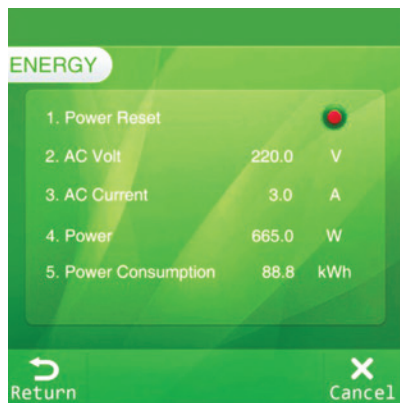 ENERGY
1. Power Reset
2. AC Volt 220.0 V
3. AC Current 3.0 A
4. Power 665.0 W
5. Power Consumption 88.8 kWh
Return Cancel